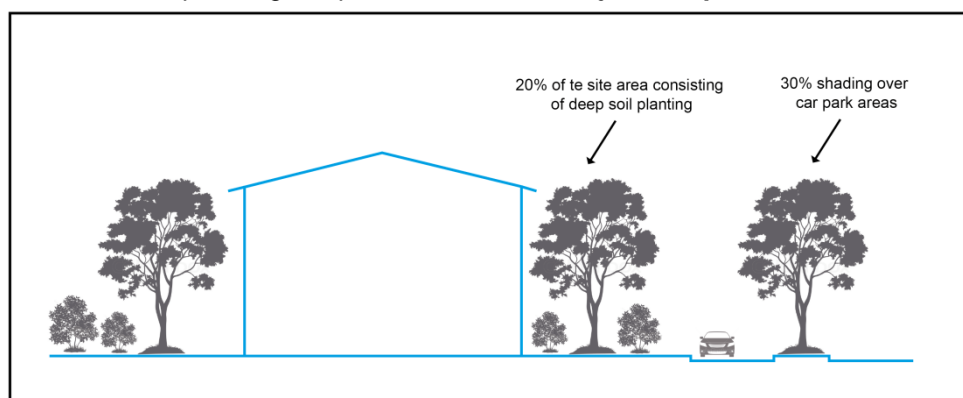 20% of te site area consisting
of deep soil planting
30% shading over
car park areas